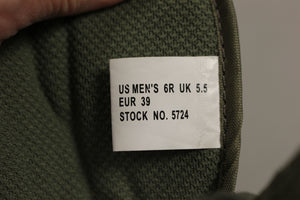 US MEN'S 6R UK 5.5
EUR 39
STOCK NO. 5724